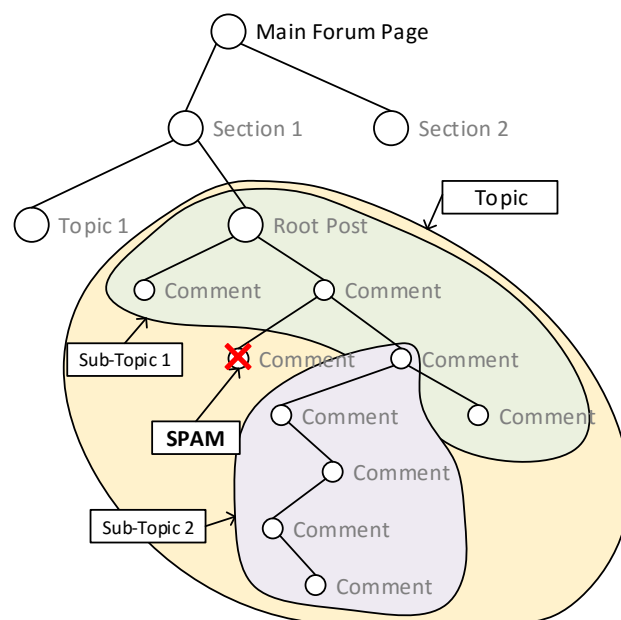 Main Forum Page
Section 1
Section 2
Topic
Topic 1
Root Post
Comment
Comment
Sub-Topic 1
Comment
Comment
Comment
Comment
SPAM
Comment
Sub-Topic 2
Comment
Comment